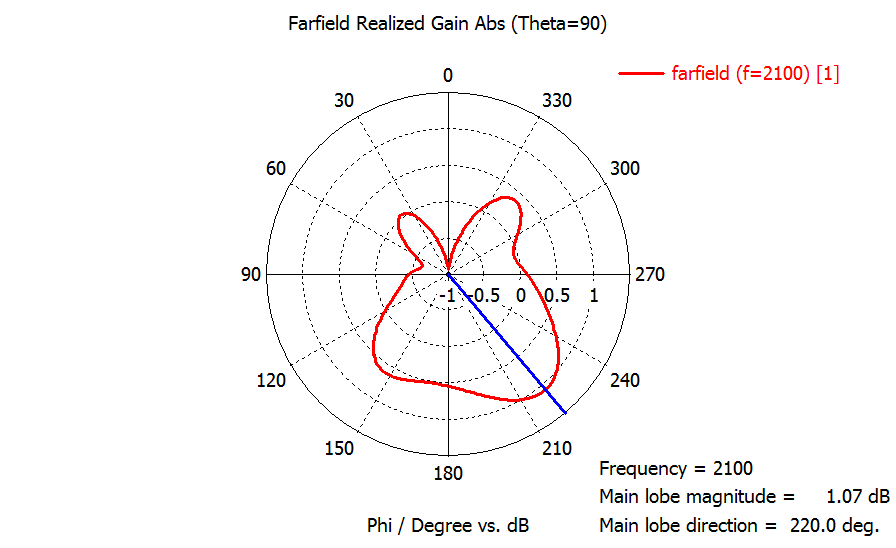 Farfield Realized Gain Abs (Theta=90)
farfield (f=2100) [1]
0
30
330
60
300
90
-1
-0.5
0
0.5
1
270
120
240
150
210
180
Frequency = 2100
Main lobe magnitude = 1.07 dB
Phi / Degree vs. dB
Main lobe direction = 220.0 deg.